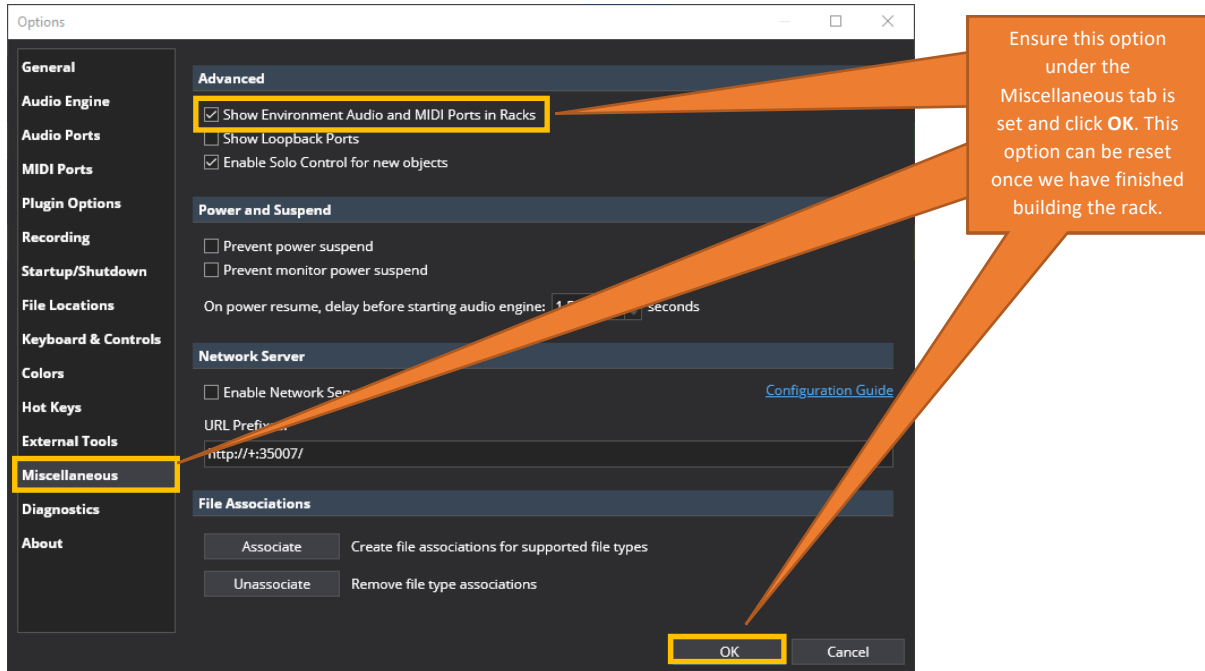 Options
General
Audio Engine
Audio Ports
MIDI Ports
Plugin Options
Recording
Startup/Shutdown
File Locations
Keyboard & Controls
Colors
Hot Keys
External Tools
Miscellaneous
Diagnostics
About
Advanced
Show Environment Audio and MIDI Ports in Racks
Show Loopback Ports
Enable Solo Control for new objects
Power and Suspend
Prevent power suspend
Prevent monitor power suspend
On power resume, delay before starting audio engine: seconds
Network Server
Enable Network
Configuration Guide
URL
http://+:35007/
File Associations
Associate
Create file associations for supported file types
Unassociate
Remove file type associations
OK
Cancel
Ensure this option
under the
Miscellaneous tab is
set and click OK. This
option can be reset
once we have finished
building the rack.